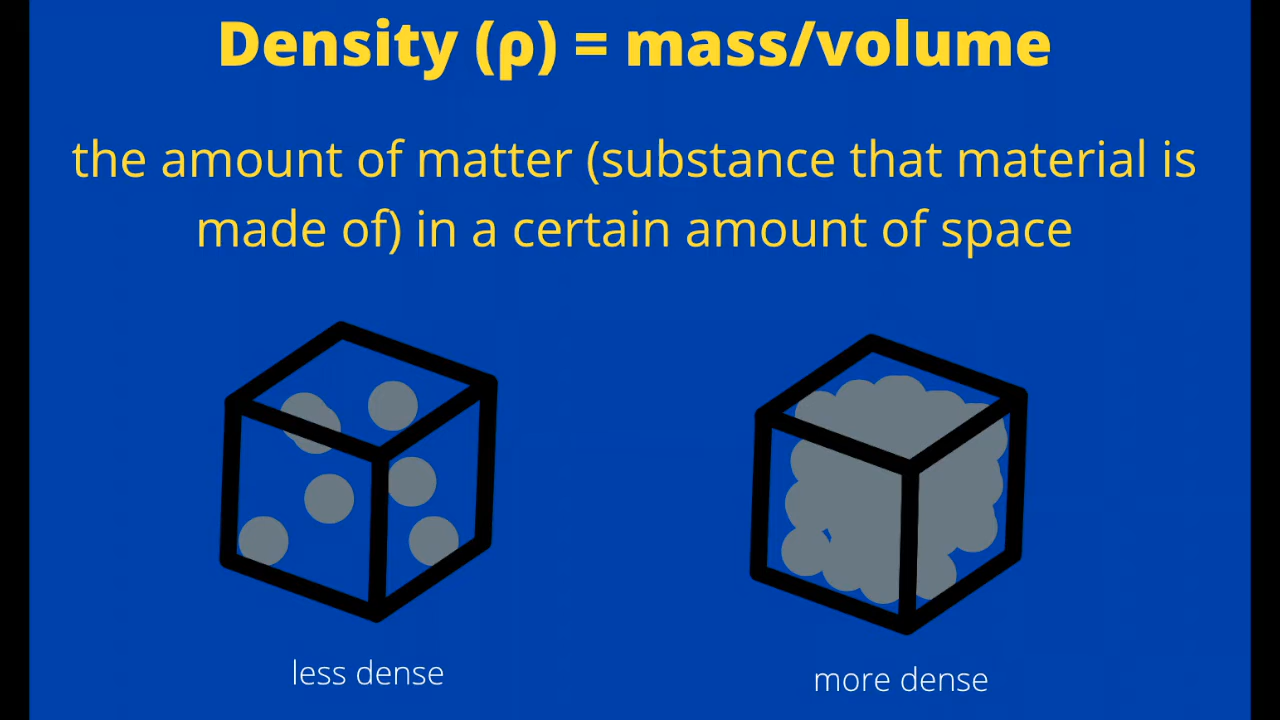 Density (ρ) = mass/volume
the amount of matter (substance that material is
made of) in a certain amount of space
less dense
more dense